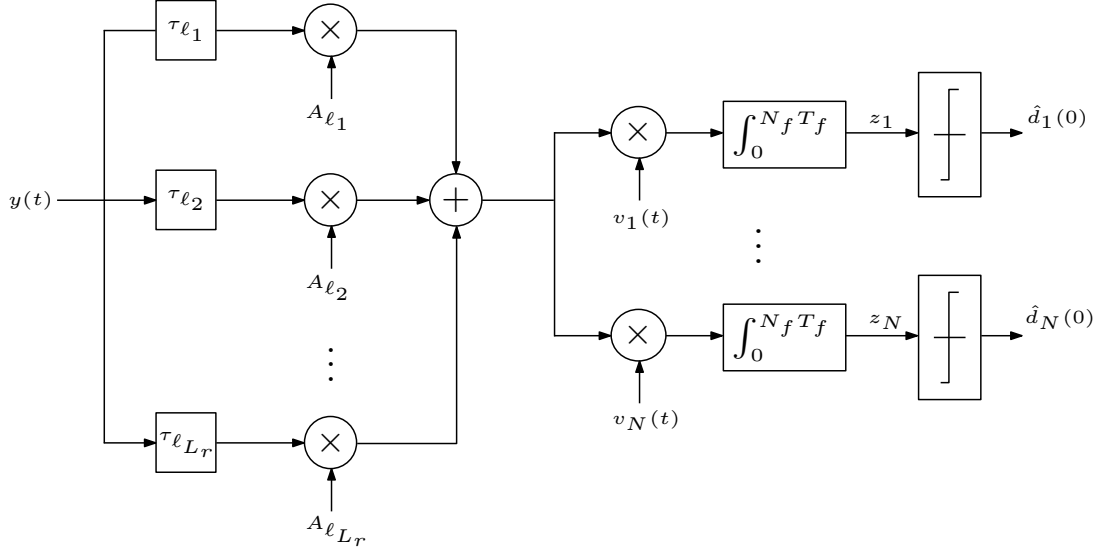 τ_{ℓ_1}
×
A_{ℓ_1}
y(t)
τ_{ℓ_2}
×
A_{ℓ_2}
⋮
τ_{ℓ_{L_r}}
×
A_{ℓ_{L_r}}
+
×
v_1(t)
∫_0^{N_f T_f}
z_1
d̂_1(0)
⋮
×
v_N(t)
∫_0^{N_f T_f}
z_N
d̂_N(0)